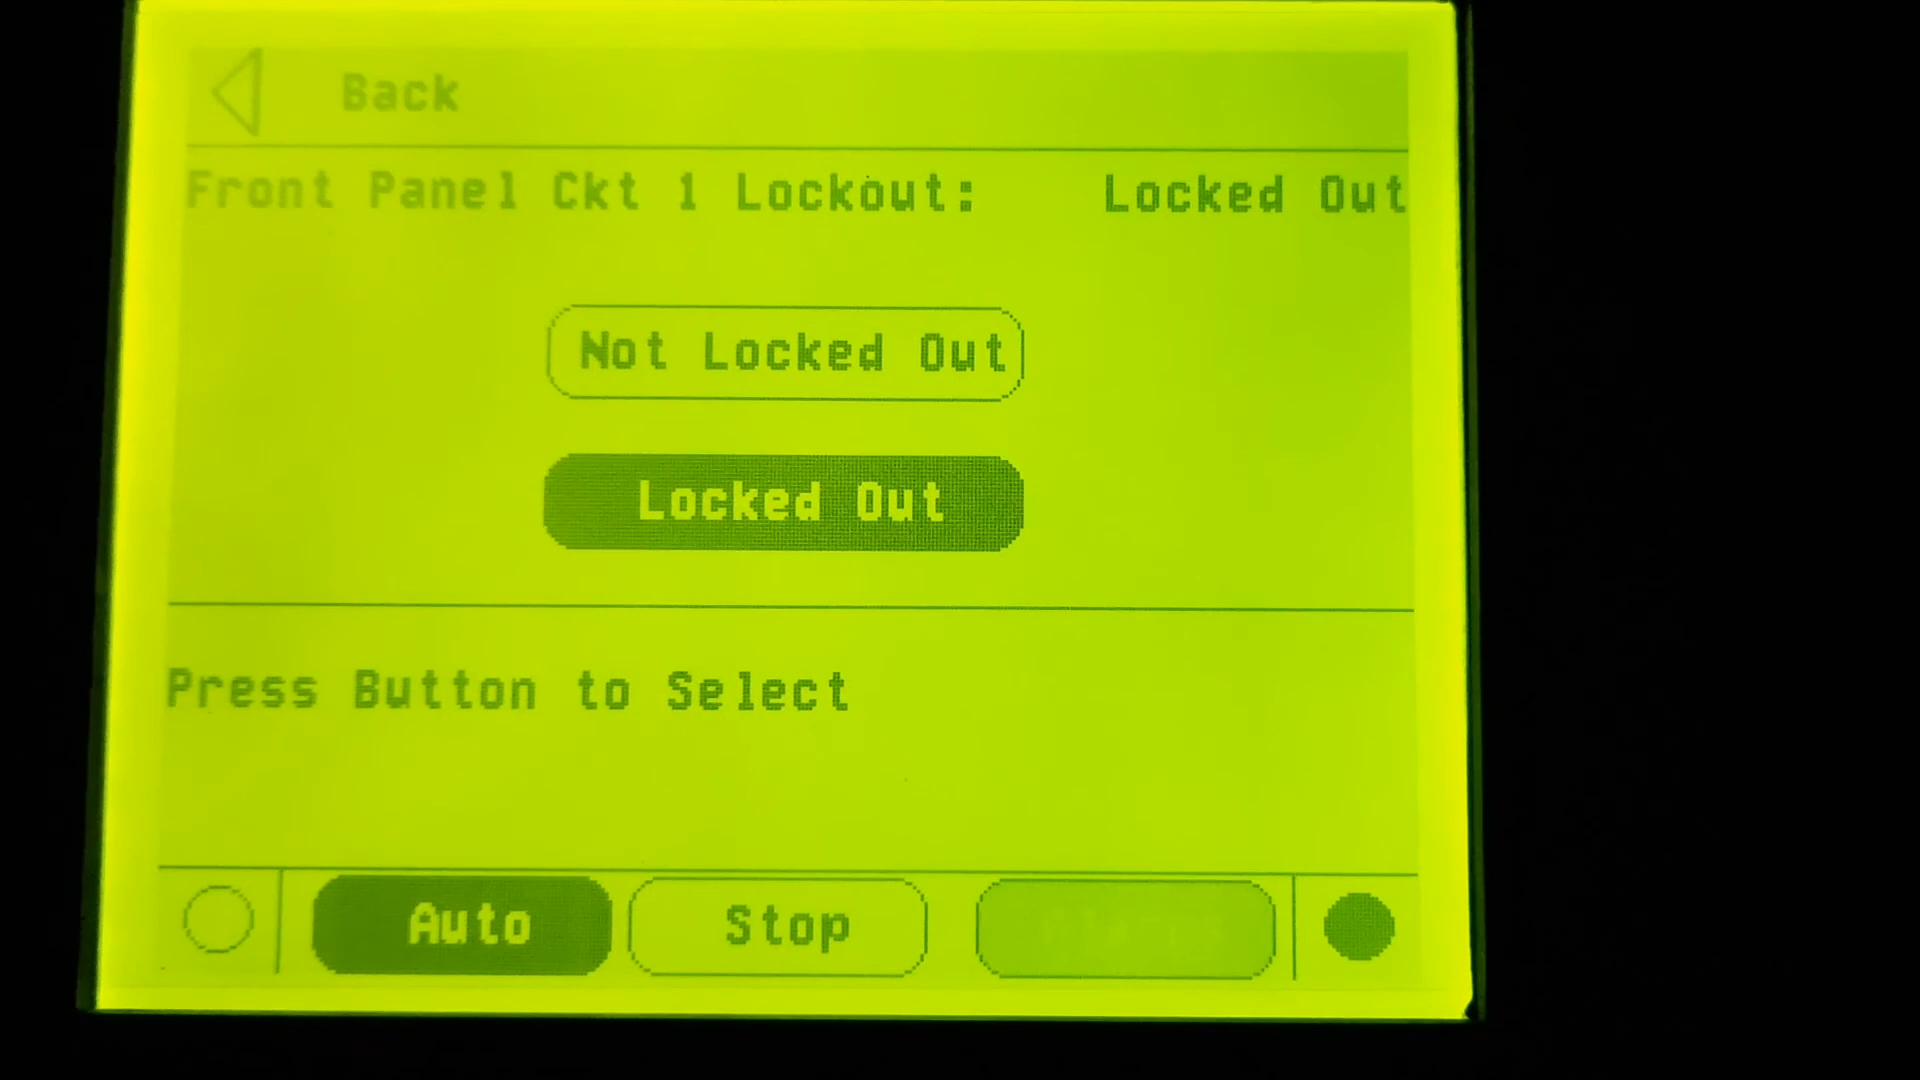 Back
Front Panel Ckt 1 Lockout: Locked Out
Not Locked Out
Locked Out
Press Button to Select
Auto Stop Alarms